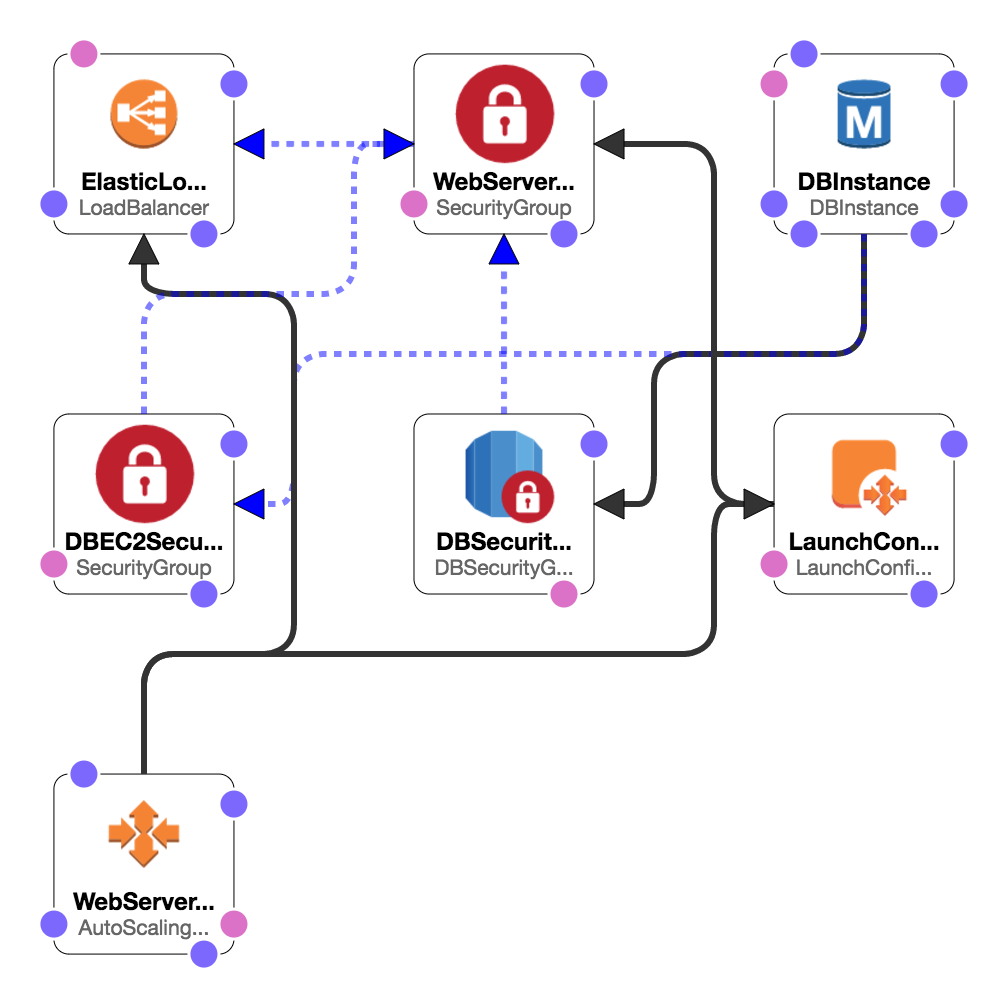 ElasticLo...
LoadBalancer
WebServer...
SecurityGroup
M
DBInstance
DBInstance
DBEC2Secu...
SecurityGroup
DBSecurit...
DBSecurityG...
LaunchCon...
LaunchConfi...
WebServer...
AutoScaling...